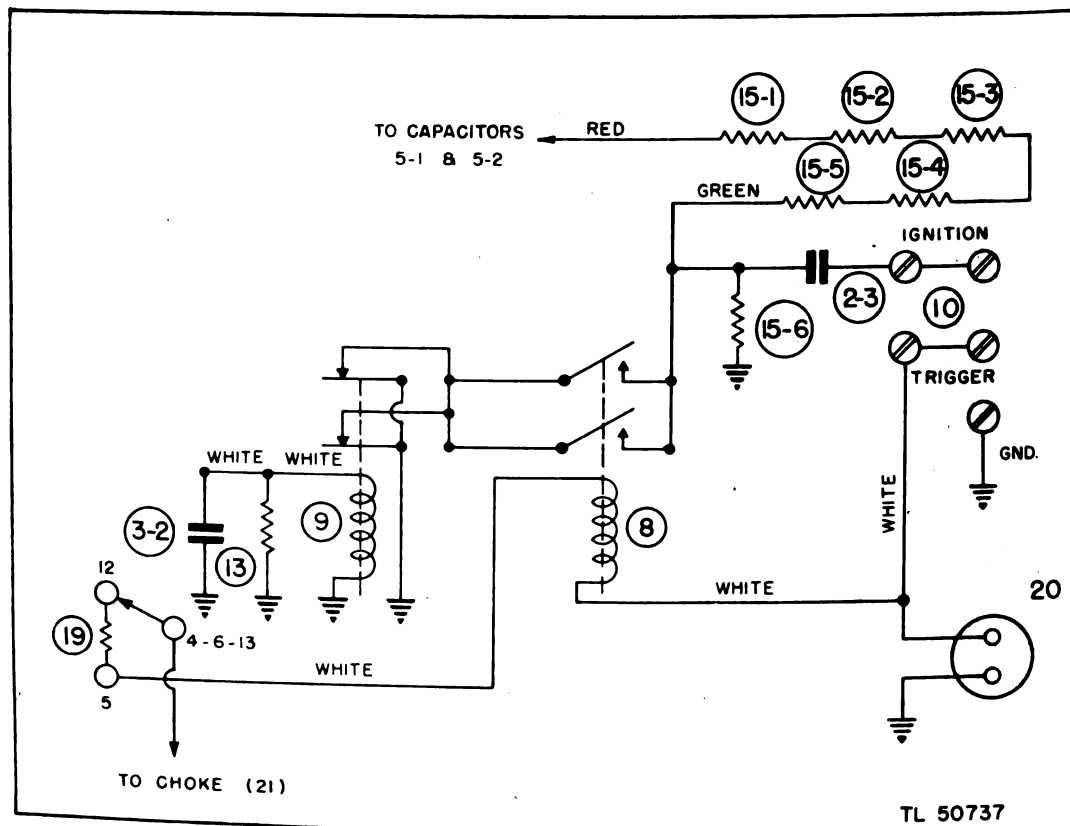 15-1
15-2
15-3
TO CAPACITORS
5-1 & 5-2
RED
15-5
15-4
GREEN
IGNITION
2-3
10
15-6
TRIGGER
GND.
WHITE WHITE
WHITE
3-2
13
9
8
12
WHITE
20
19
4-6-13
WHITE
5
TO CHOKE (21)
TL 50737